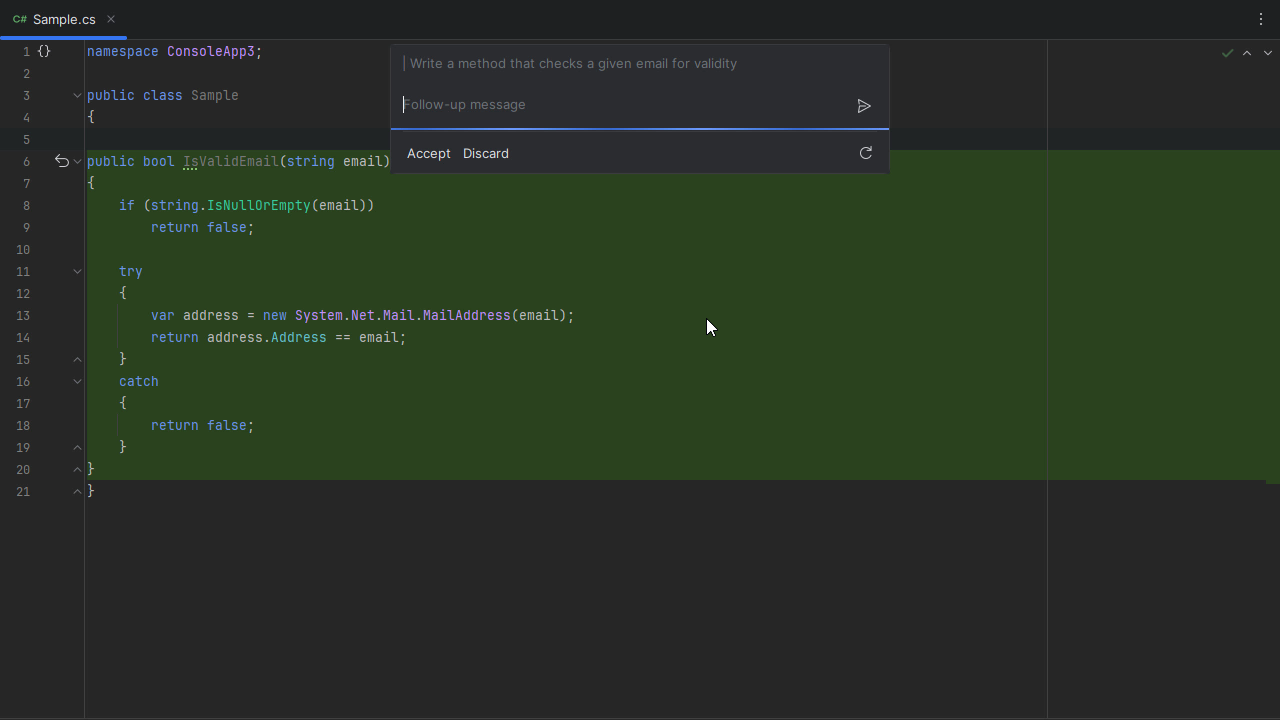 C# Sample.cs
Write a method that checks a given email for validity
Follow-up message
Accept Discard
1 {} namespace ConsoleApp3;
2
3 public class Sample
4 {
5
6 public bool IsValidEmail(string email)
7 {
8 if (string.IsNullOrEmpty(email))
9 return false;
10
11 try
12 {
13 var address = new System.Net.Mail.MailAddress(email);
14 return address.Address == email;
15 }
16 catch
17 {
18 return false;
19 }
20 }
21 }